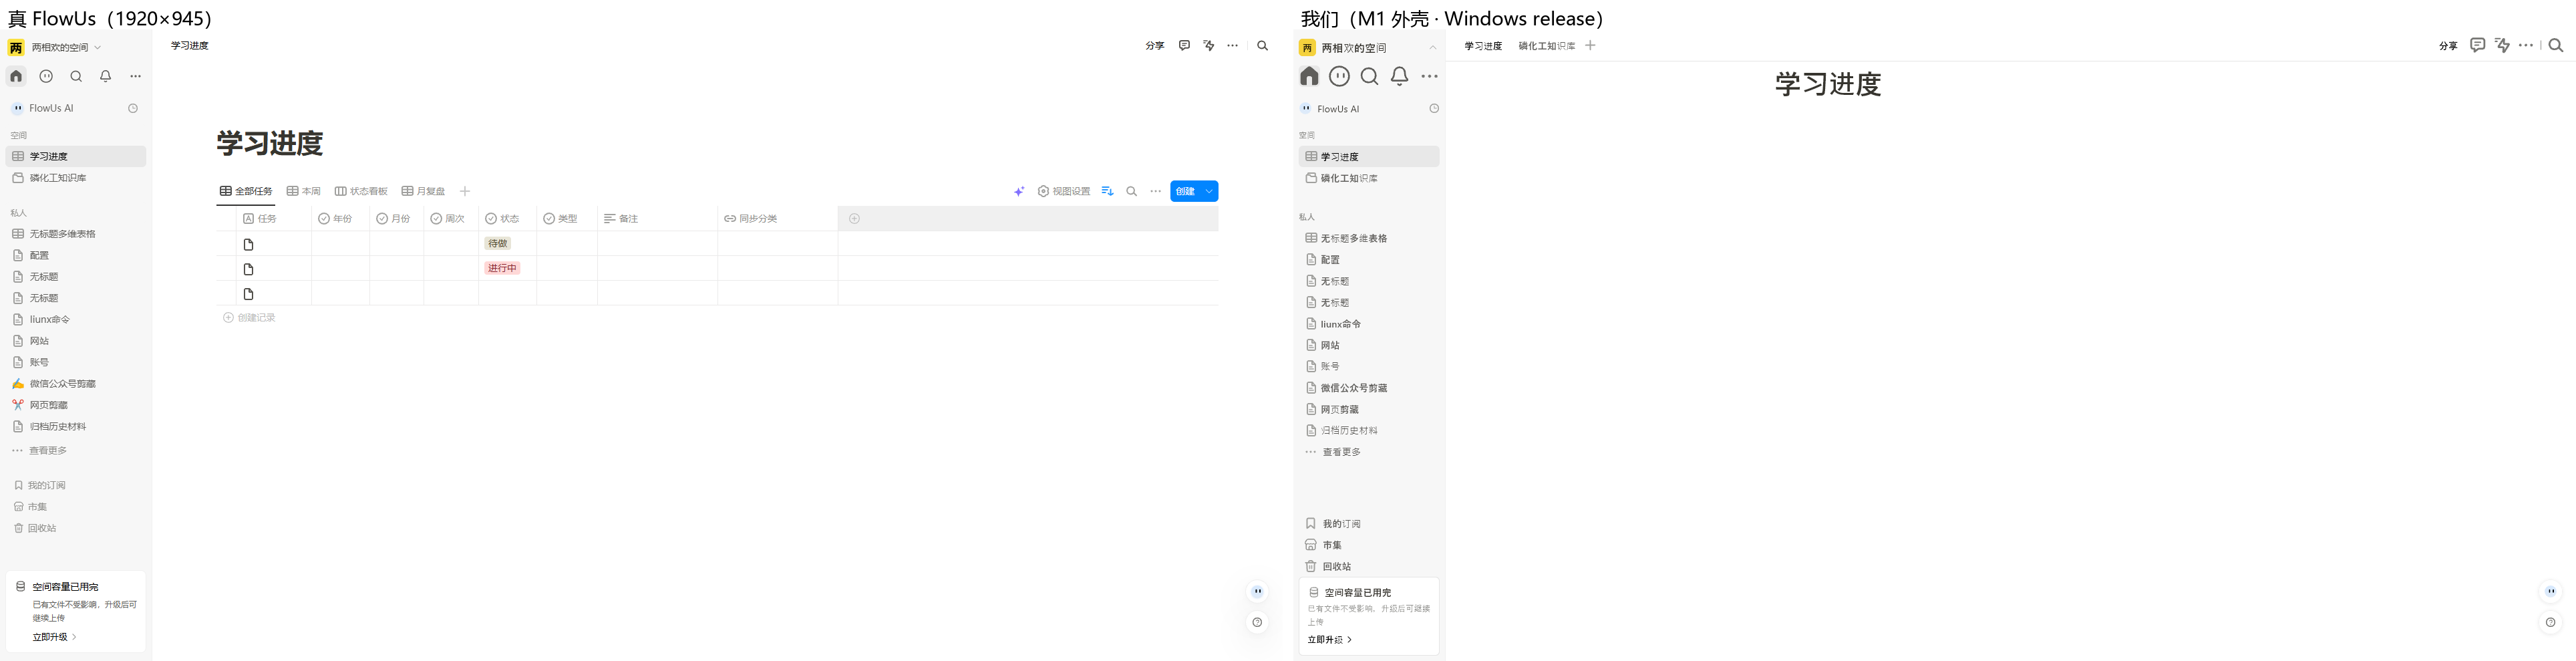 真 FlowUs（1920×945）
两 两相欢的空间
FlowUs AI
空间
学习进度
磷化工知识库
私人
无标题多维表格
配置
无标题
无标题
liunx命令
网站
账号
微信公众号剪藏
网页剪藏
归档历史材料
查看更多
我的订阅
市集
回收站
空间容量已用完
已有文件不受影响，升级后可
继续上传
立即升级
学习进度
分享
学习进度
全部任务 本周 状态看板 月复盘
视图设置 创建
任务 年份 月份 周次 状态 类型 备注 同步分类
待做
进行中
创建记录
我们（M1 外壳 · Windows release）
两 两相欢的空间
FlowUs AI
空间
学习进度
磷化工知识库
私人
无标题多维表格
配置
无标题
无标题
liunx命令
网站
账号
微信公众号剪藏
网页剪藏
归档历史材料
查看更多
我的订阅
市集
回收站
空间容量已用完
已有文件不受影响，升级后可继续
上传
立即升级
学习进度 磷化工知识库
分享
学习进度